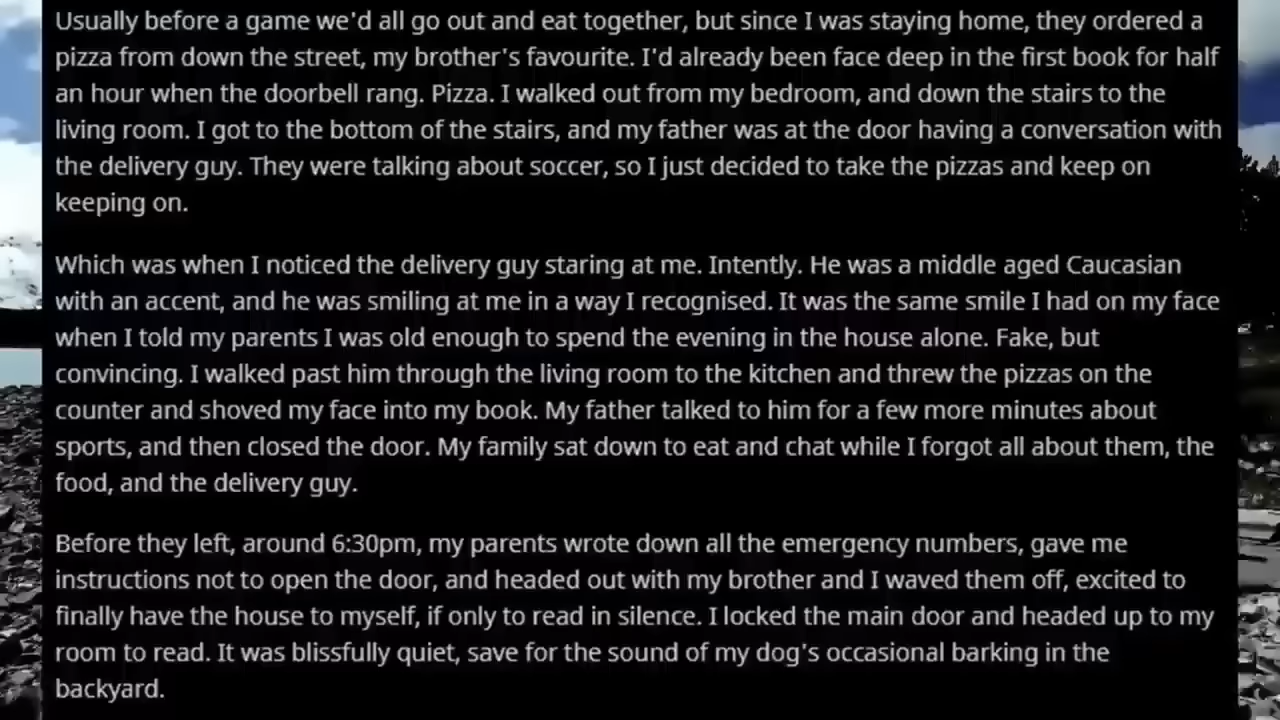 Usually before a game we'd all go out and eat together, but since I was staying home, they ordered a
pizza from down the street, my brother's favourite. I'd already been face deep in the first book for half
an hour when the doorbell rang. Pizza. I walked out from my bedroom, and down the stairs to the
living room. I got to the bottom of the stairs, and my father was at the door having a conversation with
the delivery guy. They were talking about soccer, so I just decided to take the pizzas and keep on
keeping on.
Which was when I noticed the delivery guy staring at me. Intently. He was a middle aged Caucasian
with an accent, and he was smiling at me in a way I recognised. It was the same smile I had on my face
when I told my parents I was old enough to spend the evening in the house alone. Fake, but
convincing. I walked past him through the living room to the kitchen and threw the pizzas on the
counter and shoved my face into my book. My father talked to him for a few more minutes about
sports, and then closed the door. My family sat down to eat and chat while I forgot all about them, the
food, and the delivery guy.
Before they left, around 6:30pm, my parents wrote down all the emergency numbers, gave me
instructions not to open the door, and headed out with my brother and I waved them off, excited to
finally have the house to myself, if only to read in silence. I locked the main door and headed up to my
room to read. It was blissfully quiet, save for the sound of my dog's occasional barking in the
backyard.